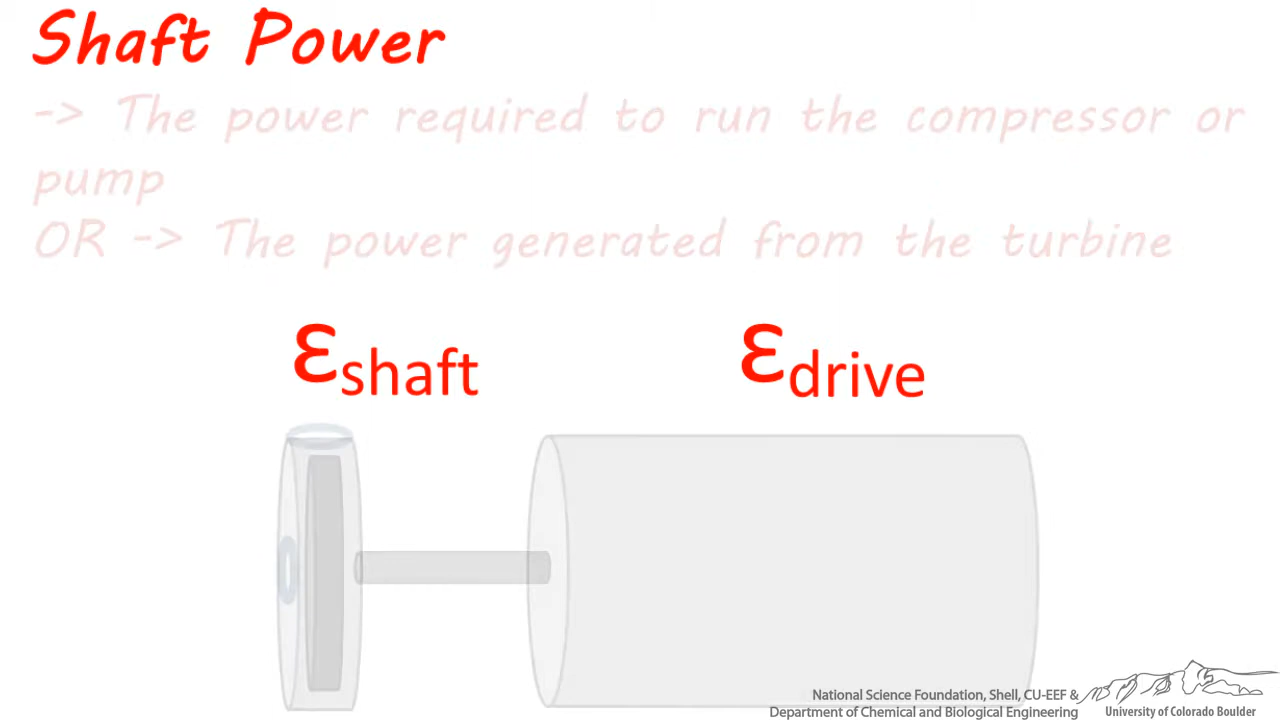 Shaft Power
-> The power required to run the compressor or
pump
OR -> The power generated from the turbine
εshaft
εdrive
National Science Foundation, Shell, CU-EEF &
Department of Chemical and Biological Engineering
University of Colorado Boulder